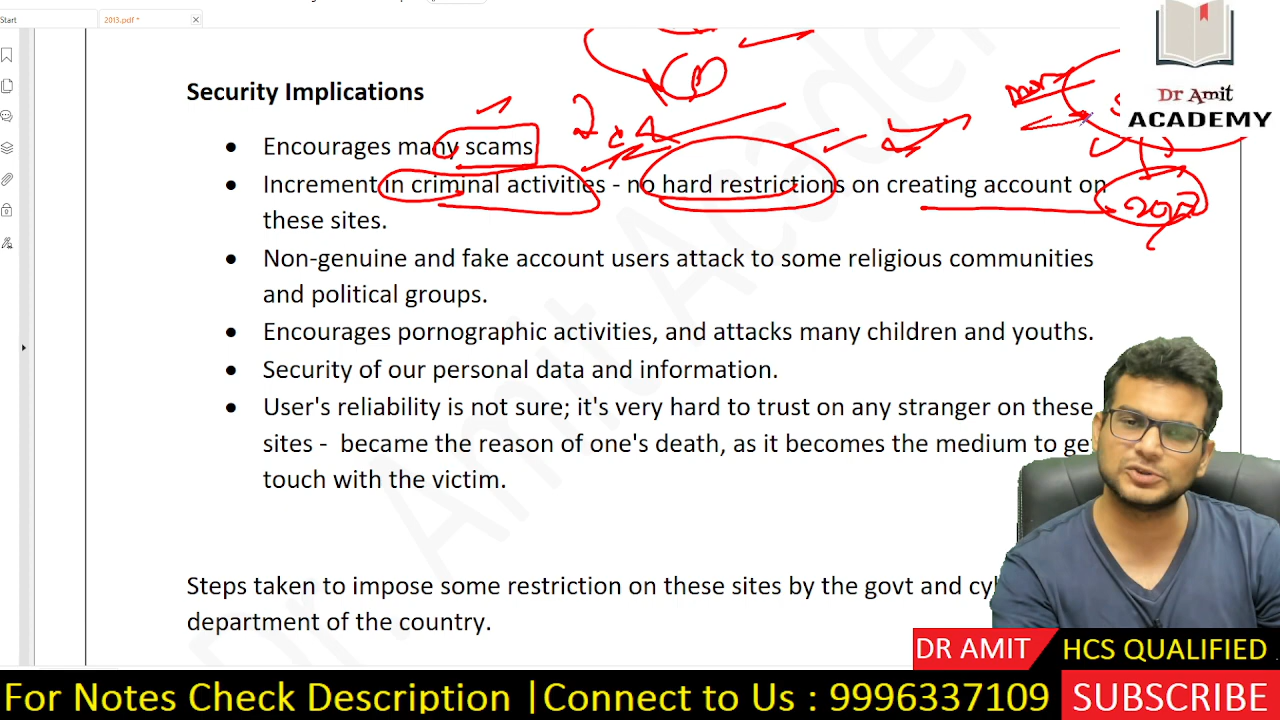 Start
2013.pdf *
Dr Amit
ACADEMY
Security Implications
• Encourages many scams
• Increment in criminal activities - no hard restrictions on creating account on
these sites.
• Non-genuine and fake account users attack to some religious communities
and political groups.
• Encourages pornographic activities, and attacks many children and youths.
• Security of our personal data and information.
• User's reliability is not sure; it's very hard to trust on any stranger on these
sites - became the reason of one's death, as it becomes the medium to ge
touch with the victim.
Steps taken to impose some restriction on these sites by the govt and cy
department of the country.
DR AMIT HCS QUALIFIED
For Notes Check Description |Connect to Us : 9996337109 SUBSCRIBE